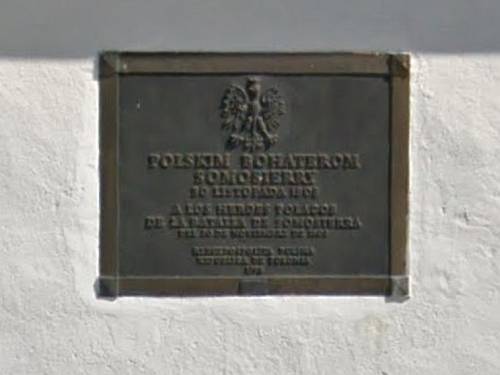 POLSKIM BOHATEROM
SOMOSIERRY
30 LISTOPADA 1808
A LOS HEROES POLACOS
DE LA BATALLA DE SOMOSIERRA
DEL 30 DE NOVIEMBRE DE 1808
RZECZPOSPOLITA POLSKA
REPUBLICA DE POLONIA